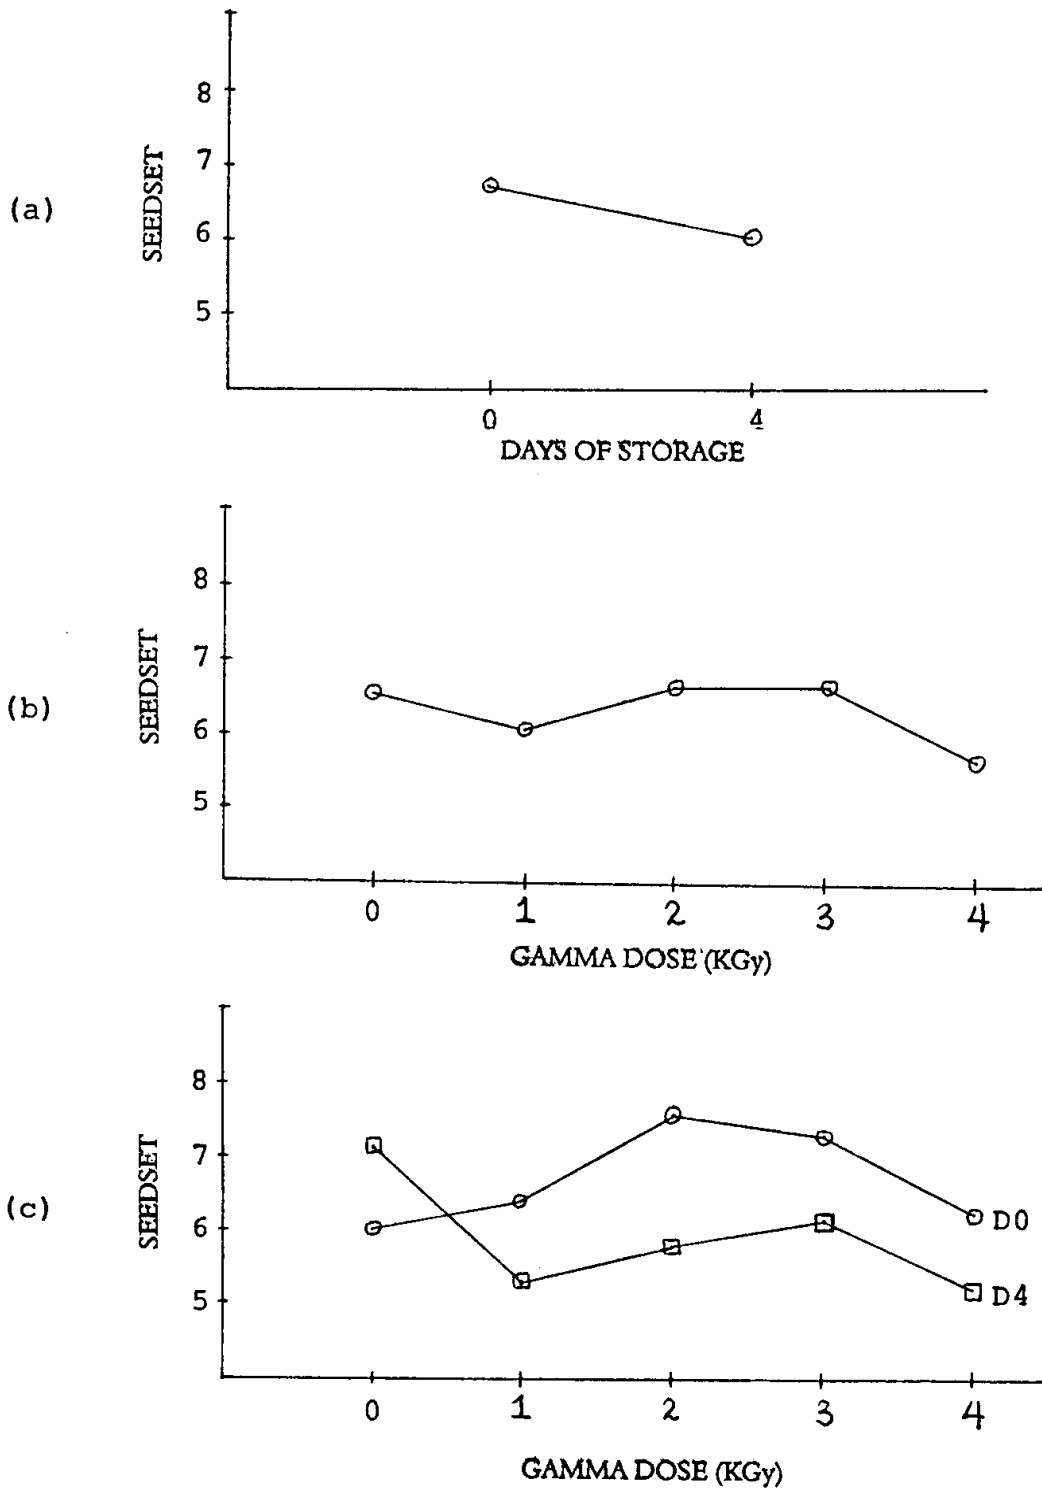 (a)
SEEDSET
8
7
6
5
0 4
DAYS OF STORAGE
(b)
SEEDSET
8
7
6
5
0 1 2 3 4
GAMMA DOSE (KGy)
(c)
SEEDSET
8
7
6
5
D0
D4
0 1 2 3 4
GAMMA DOSE (KGy)